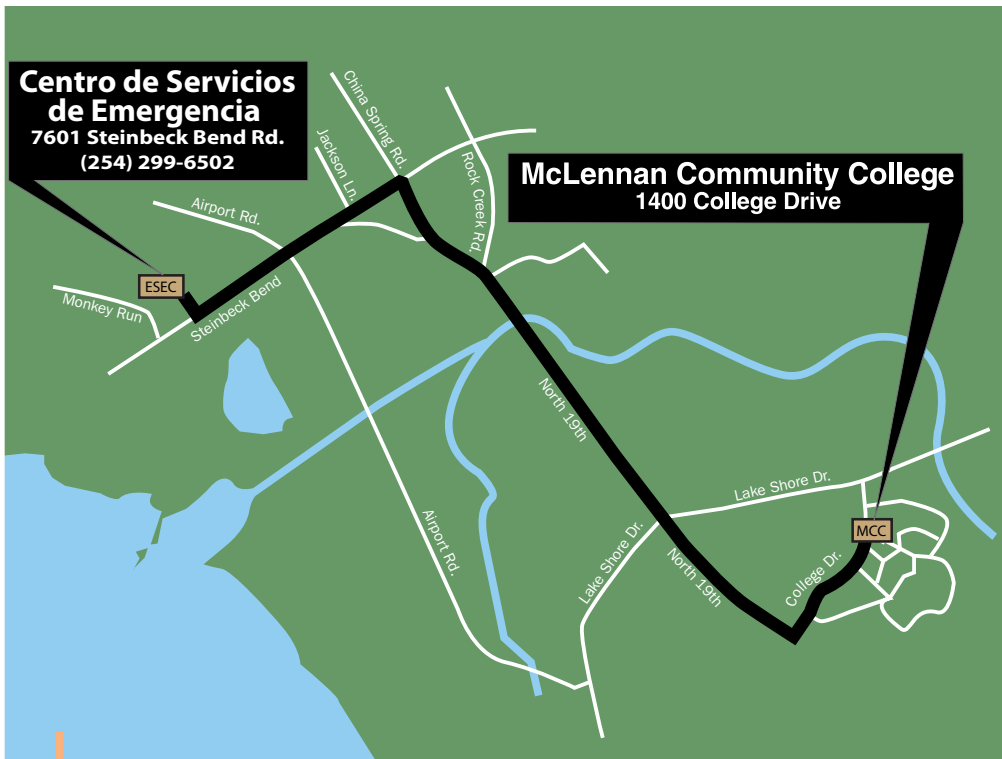 Centro de Servicios
de Emergencia
7601 Steinbeck Bend Rd.
(254) 299-6502
China Spring Rd.
Jackson Ln.
Rock Creek Rd.
McLennan Community College
1400 College Drive
Airport Rd.
ESEC
Monkey Run
Steinbeck Bend
North 19th
Lake Shore Dr.
Airport Rd.
MCC
Lake Shore Dr.
North 19th
College Dr.